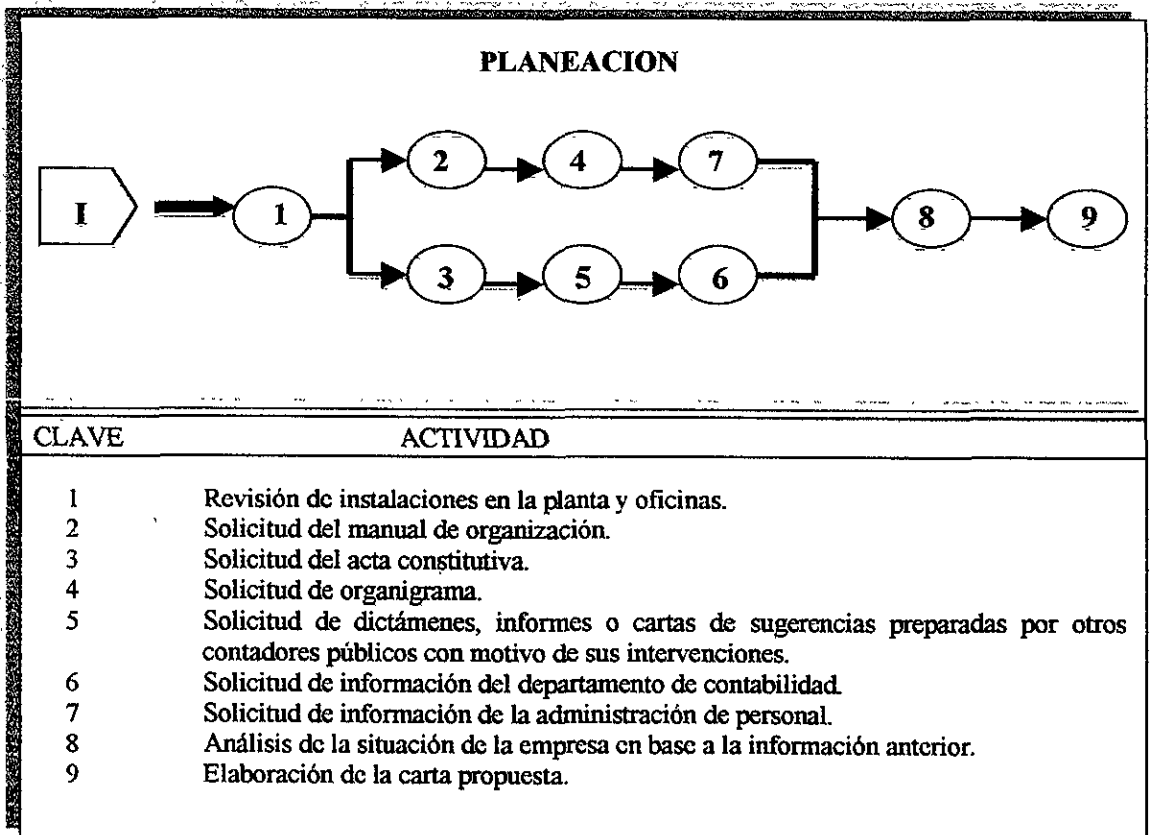 PLANEACION
I
1
2
4
7
3
5
6
8
9
CLAVE ACTIVIDAD
1 Revisión de instalaciones en la planta y oficinas.
2 Solicitud del manual de organización.
3 Solicitud del acta constitutiva.
4 Solicitud de organigrama.
5 Solicitud de dictámenes, informes o cartas de sugerencias preparadas por otros
contadores públicos con motivo de sus intervenciones.
6 Solicitud de información del departamento de contabilidad.
7 Solicitud de información de la administración de personal.
8 Análisis de la situación de la empresa en base a la información anterior.
9 Elaboración de la carta propuesta.